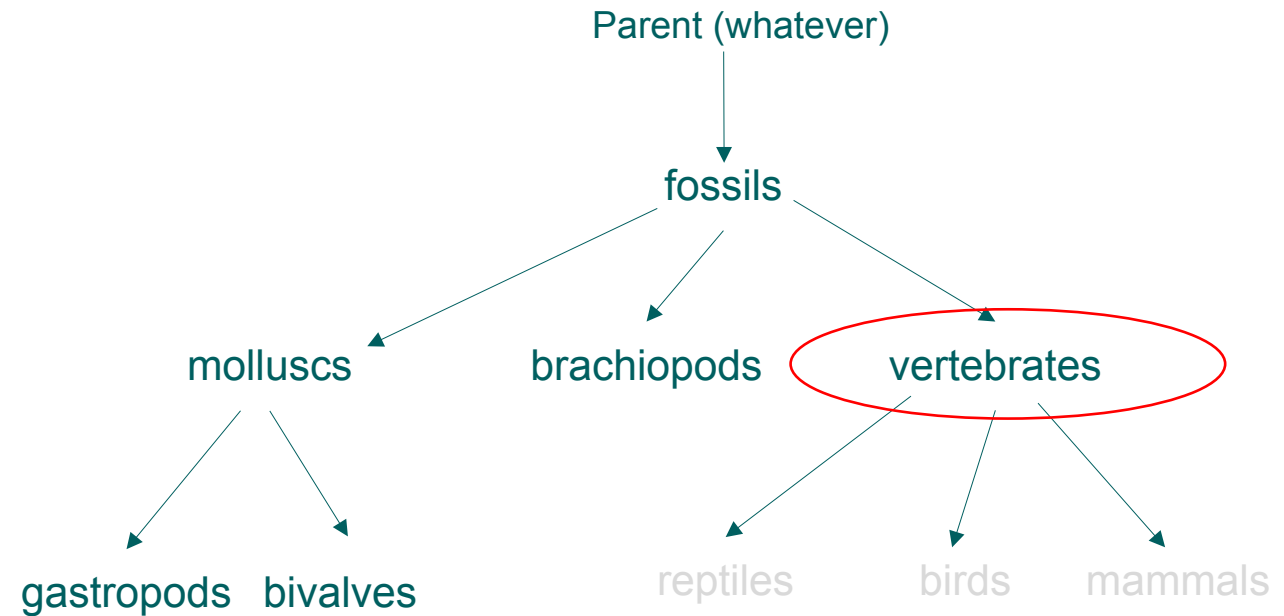 Parent (whatever)
fossils
molluscs brachiopods vertebrates
gastropods bivalves reptiles birds mammals